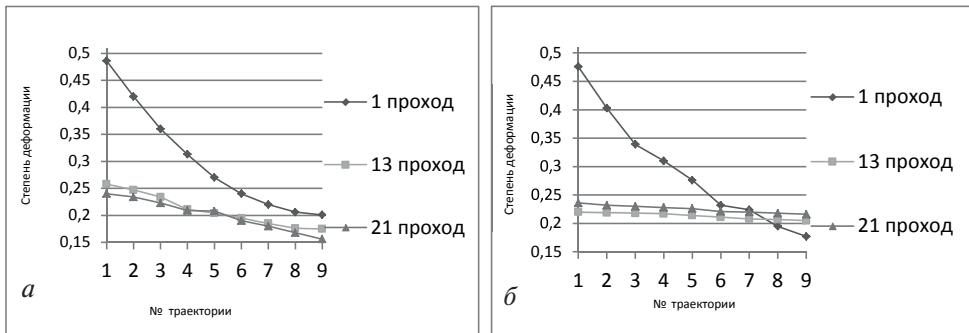 0,5
0,45
0,4
0,35
0,3
0,25
0,2
0,15
Степень деформации
1 2 3 4 5 6 7 8 9
№ траектории
1 проход
13 проход
21 проход
а
0,5
0,45
0,4
0,35
0,3
0,25
0,2
0,15
Степень деформации
1 2 3 4 5 6 7 8 9
№ траектории
1 проход
13 проход
21 проход
б